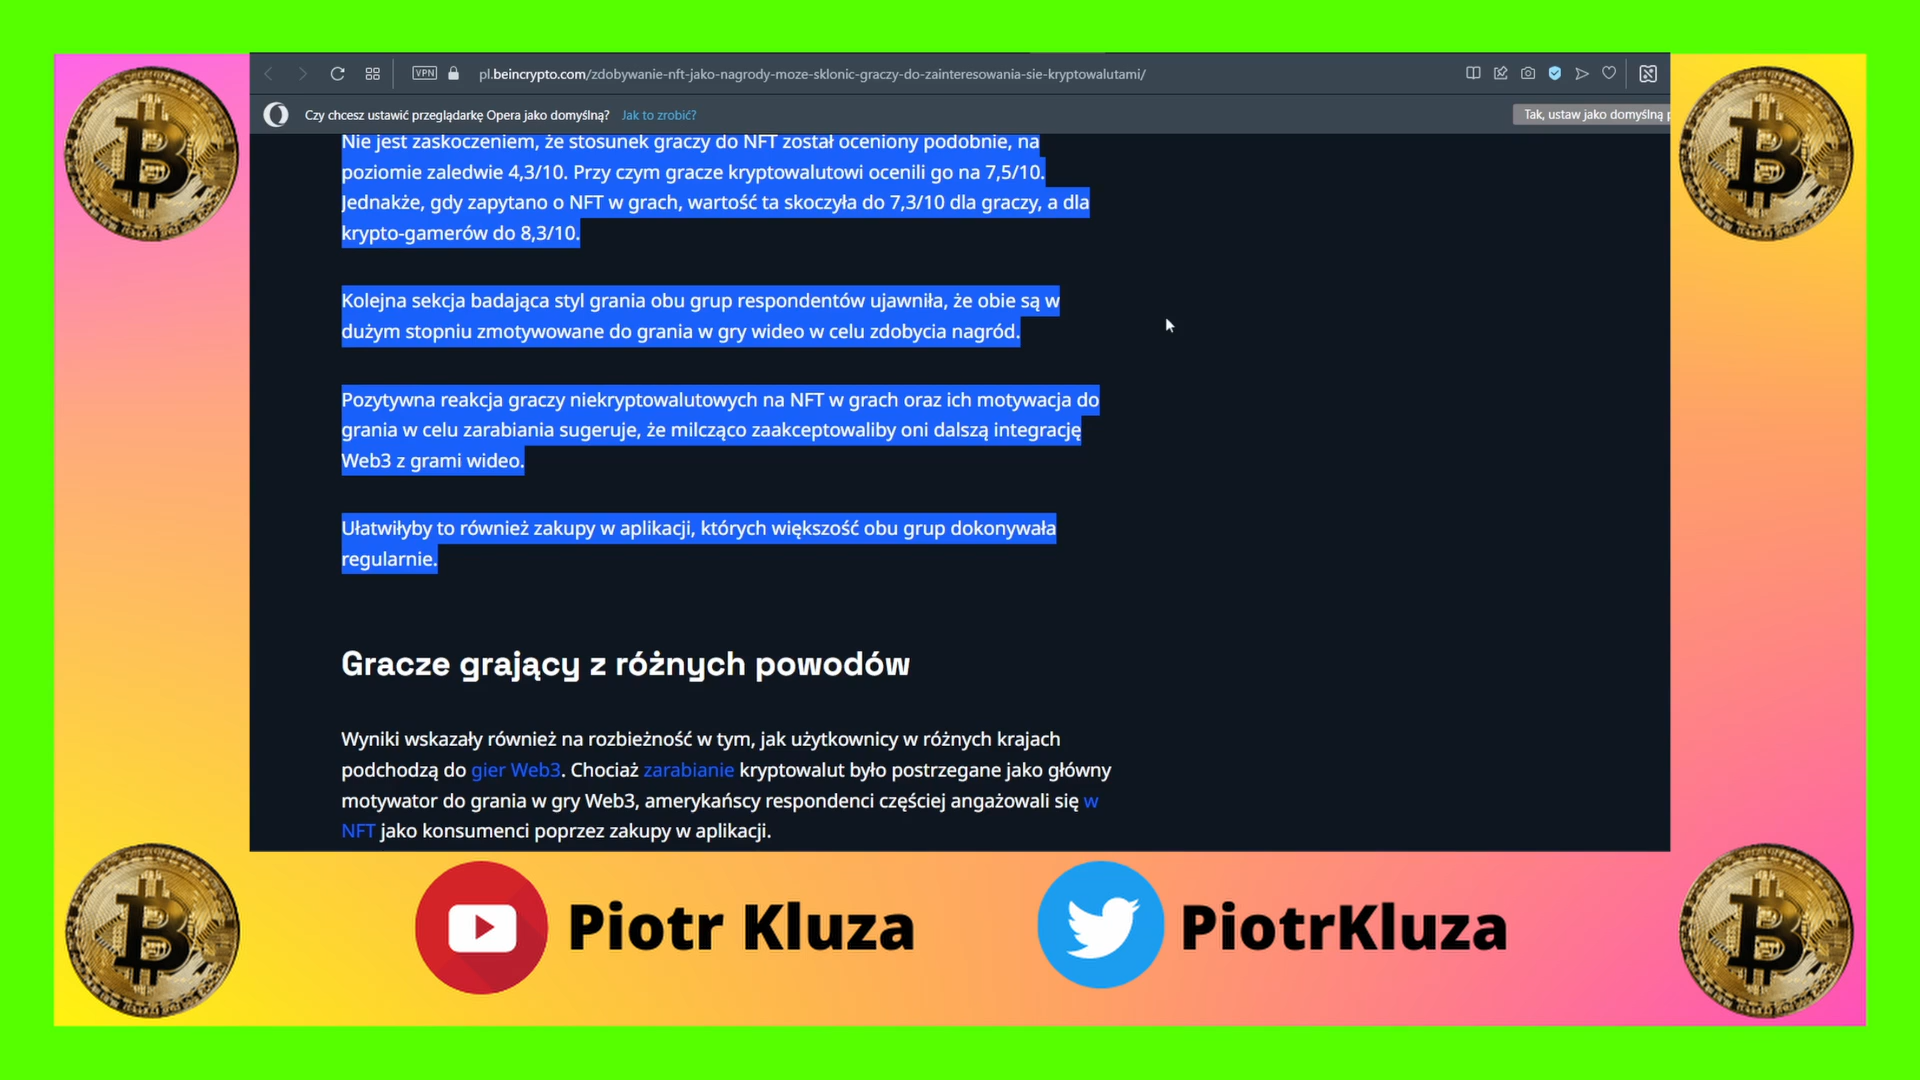 VPN
pl.beincrypto.com/zdobywanie-nft-jako-nagrody-moze-sklonic-graczy-do-zainteresowania-sie-kryptowalutami/
Czy chcesz ustawić przeglądarkę Opera jako domyślną? Jak to zrobić?
Tak, ustaw jako domyślną p
Nie jest zaskoczeniem, że stosunek graczy do NFT został oceniony podobnie, na
poziomie zaledwie 4,3/10. Przy czym gracze kryptowalutowi ocenili go na 7,5/10.
Jednakże, gdy zapytano o NFT w grach, wartość ta skoczyła do 7,3/10 dla graczy, a dla
krypto-gamerów do 8,3/10.
Kolejna sekcja badająca styl grania obu grup respondentów ujawniła, że obie są w
dużym stopniu zmotywowane do grania w gry wideo w celu zdobycia nagród.
Pozytywna reakcja graczy niekryptowalutowych na NFT w grach oraz ich motywacja do
grania w celu zarabiania sugeruje, że milcząco zaakceptowaliby oni dalszą integrację
Web3 z grami wideo.
Ułatwiłyby to również zakupy w aplikacji, których większość obu grup dokonywała
regularnie.
Gracze grający z różnych powodów
Wyniki wskazały również na rozbieżność w tym, jak użytkownicy w różnych krajach
podchodzą do gier Web3. Chociaż zarabianie kryptowalut było postrzegane jako główny
motywator do grania w gry Web3, amerykańscy respondenci częściej angażowali się w
NFT jako konsumenci poprzez zakupy w aplikacji.
Piotr Kluza
PiotrKluza